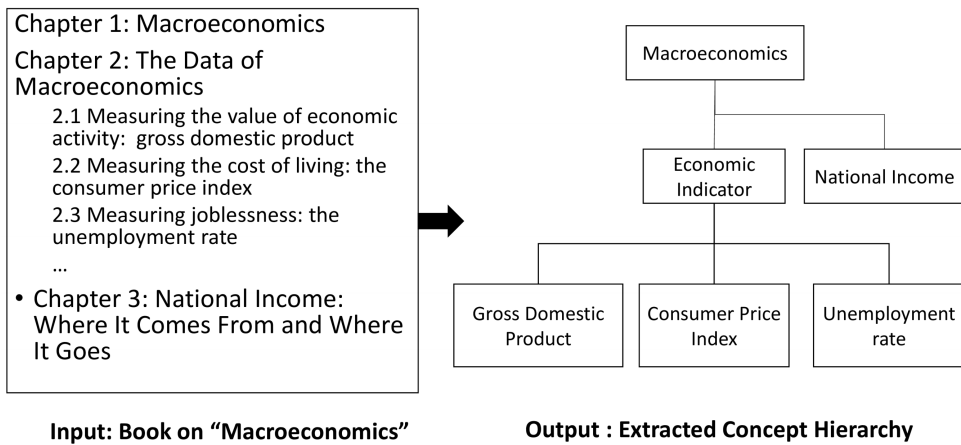 Chapter 1: Macroeconomics
Chapter 2: The Data of
Macroeconomics
2.1 Measuring the value of economic
activity: gross domestic product
2.2 Measuring the cost of living: the
consumer price index
2.3 Measuring joblessness: the
unemployment rate
...
• Chapter 3: National Income:
Where It Comes From and Where
It Goes
Input: Book on “Macroeconomics”
Macroeconomics
Economic
Indicator
National Income
Gross Domestic
Product
Consumer Price
Index
Unemployment
rate
Output : Extracted Concept Hierarchy